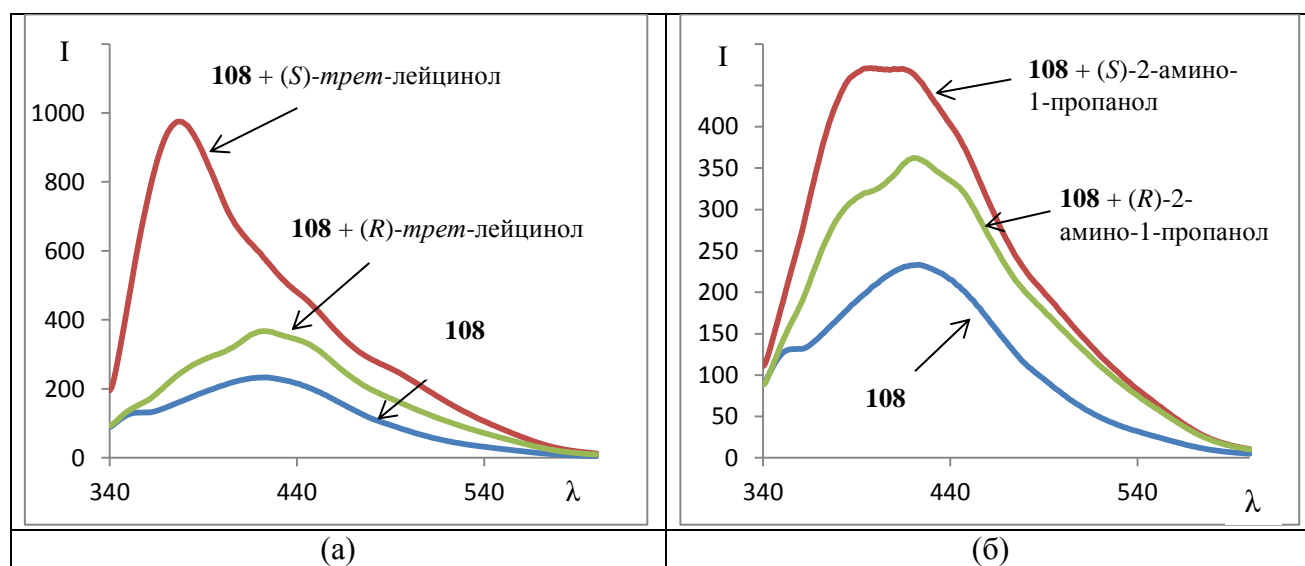 I
108 + (S)-трет-лейцинол
108 + (R)-трет-лейцинол
108
1000
800
600
400
200
0
340
440
540
λ
(а)
I
108 + (S)-2-амино-
1-пропанол
108 + (R)-2-
амино-1-пропанол
108
400
350
300
250
200
150
100
50
0
340
440
540
λ
(б)